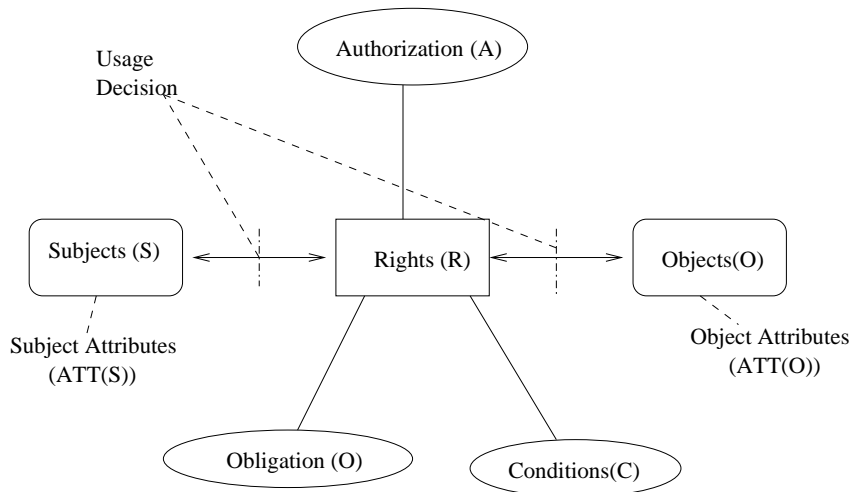 Authorization (A)
Usage
Decision
Subjects (S)
Rights (R)
Objects(O)
Subject Attributes
(ATT(S))
Object Attributes
(ATT(O))
Obligation (O)
Conditions(C)